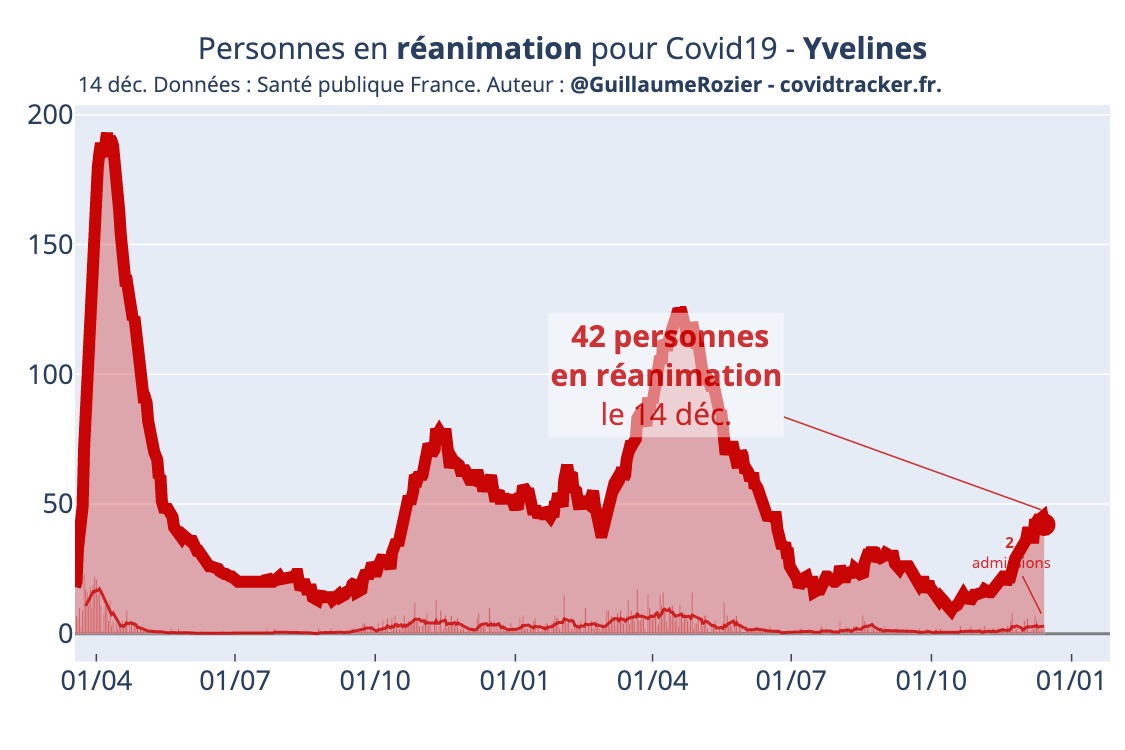 Personnes en réanimation pour Covid19 - Yvelines
14 déc. Données : Santé publique France. Auteur : @GuillaumeRozier - covidtracker.fr.
200
150
100
50
0
42 personnes
en réanimation
le 14 déc.
2
admissions
01/04 01/07 01/10 01/01 01/04 01/07 01/10 01/01